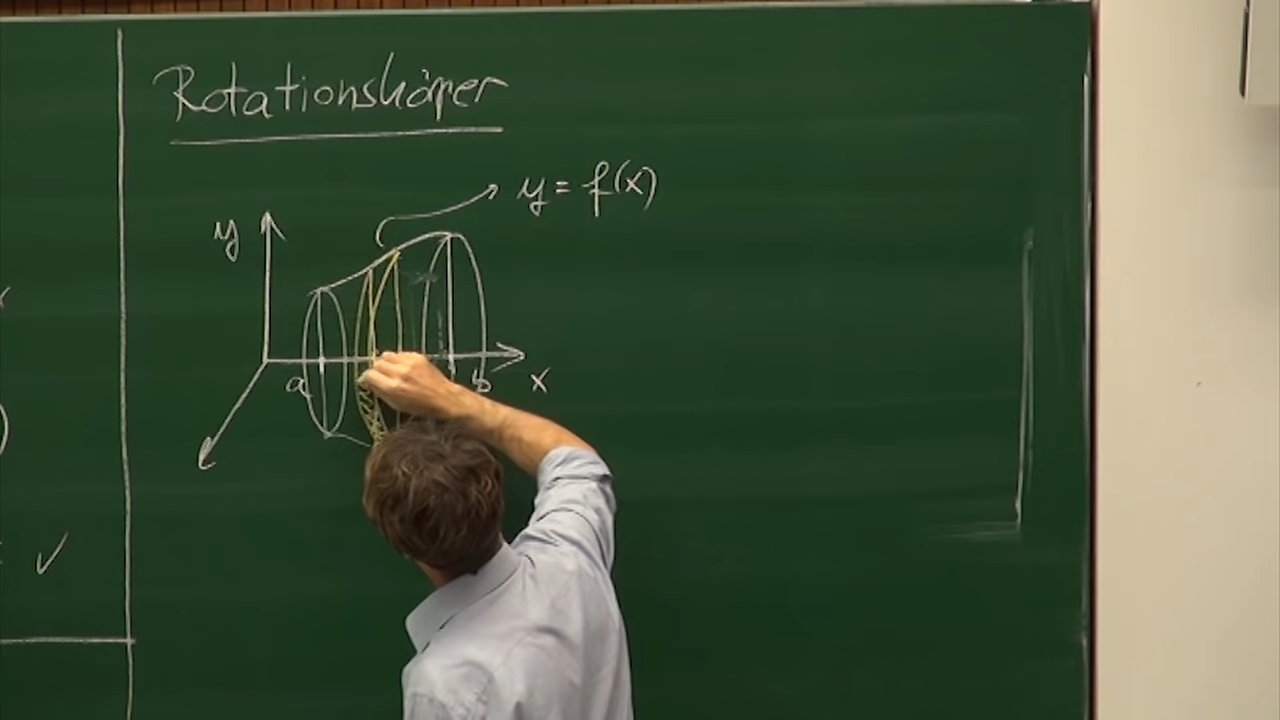 Rotationskörper
y = f(x)
y
a
b
x
✓